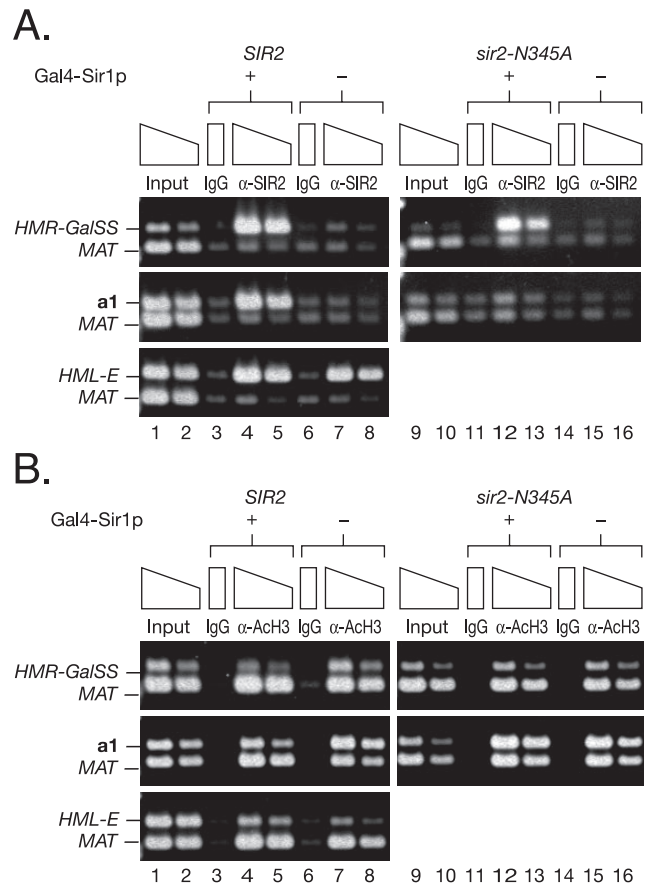 A.
SIR2 sir2-N345A
Gal4-Sir1p + – + –
Input IgG α-SIR2 IgG α-SIR2 Input IgG α-SIR2 IgG α-SIR2
HMR-GalSS
MAT
a1
MAT
HML-E
MAT
1 2 3 4 5 6 7 8 9 10 11 12 13 14 15 16
B.
SIR2 sir2-N345A
Gal4-Sir1p + – + –
Input IgG α-AcH3 IgG α-AcH3 Input IgG α-AcH3 IgG α-AcH3
HMR-GalSS
MAT
a1
MAT
HML-E
MAT
1 2 3 4 5 6 7 8 9 10 11 12 13 14 15 16